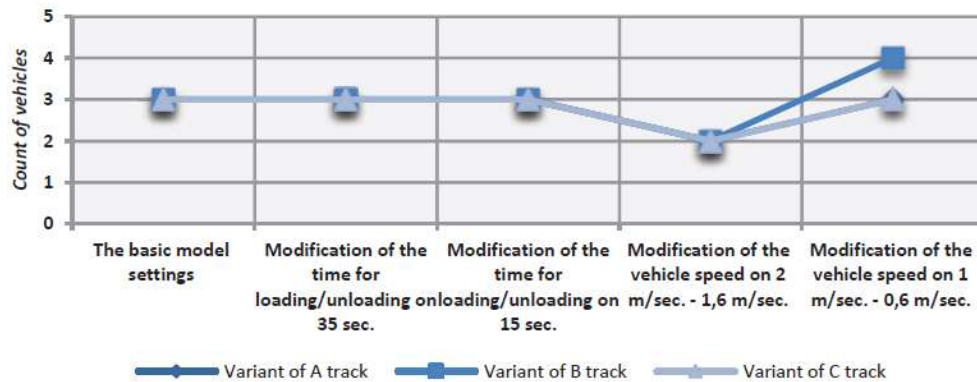 5
4
3
2
1
0
Count of vehicles
The basic model
settings
Modification of the
time for
loading/unloading on
35 sec.
Modification of the
time for
loading/unloading on
15 sec.
Modification of the
vehicle speed on 2
m/sec. - 1,6 m/sec.
Modification of the
vehicle speed on 1
m/sec. - 0,6 m/sec.
Variant of A track
Variant of B track
Variant of C track